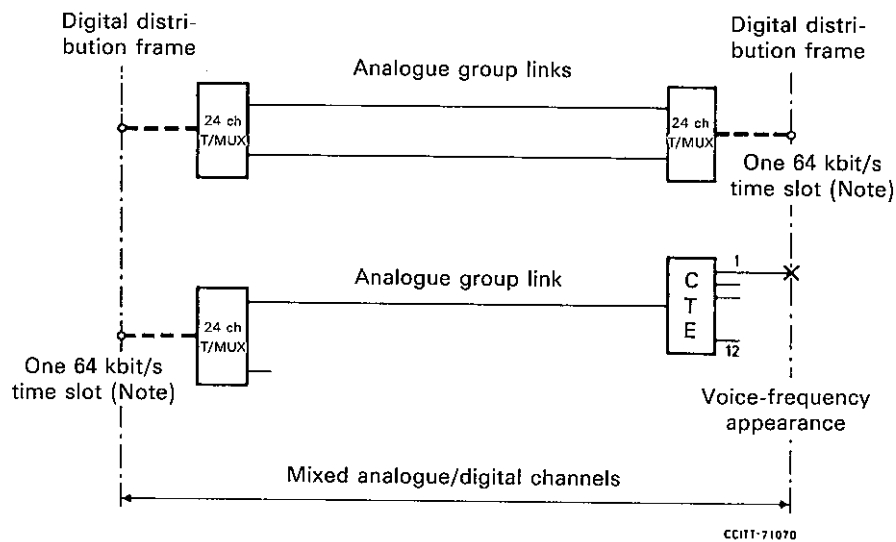 Digital distri-
bution frame
Digital distri-
bution frame
Analogue group links
24 ch
T/MUX
24 ch
T/MUX
One 64 kbit/s
time slot (Note)
Analogue group link
24 ch
T/MUX
C
T
E
1
12
One 64 kbit/s
time slot (Note)
Voice-frequency
appearance
Mixed analogue/digital channels
CCITT-71070